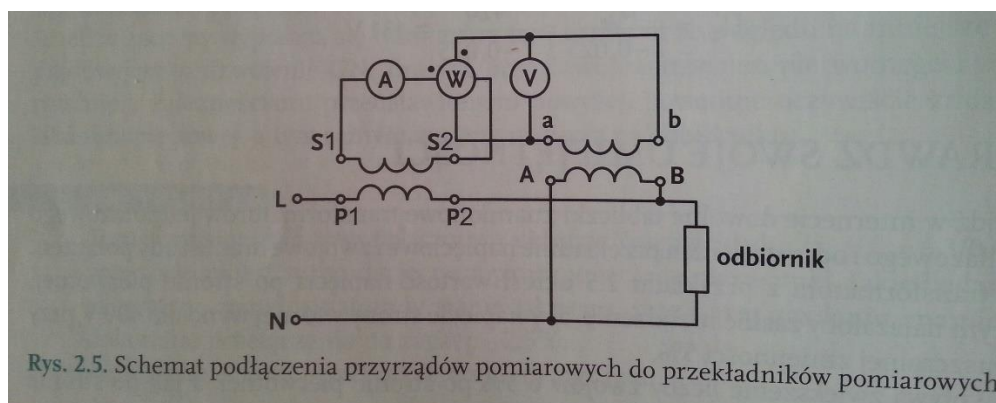 A W V
a b
S1 S2
A B
L P1 P2
odbiornik
N
Rys. 2.5. Schemat podłączenia przyrządów pomiarowych do przekładników pomiarowych